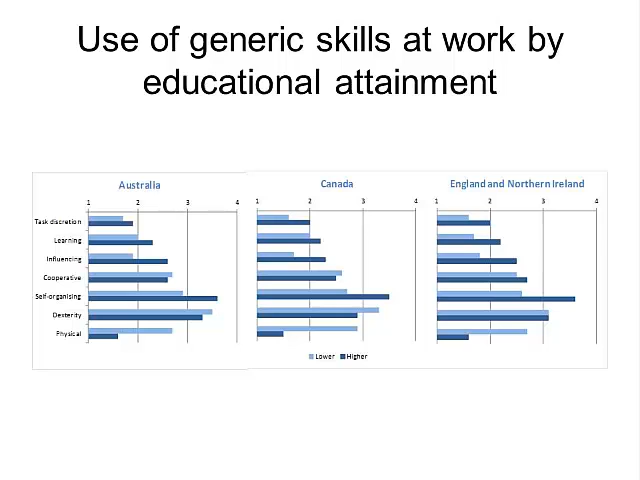 Use of generic skills at work by
educational attainment
Australia
Canada
England and Northern Ireland
1 2 3 4
1 2 3 4
1 2 3 4
Task discretion
Learning
Influencing
Cooperative
Self-organising
Dexterity
Physical
Lower Higher